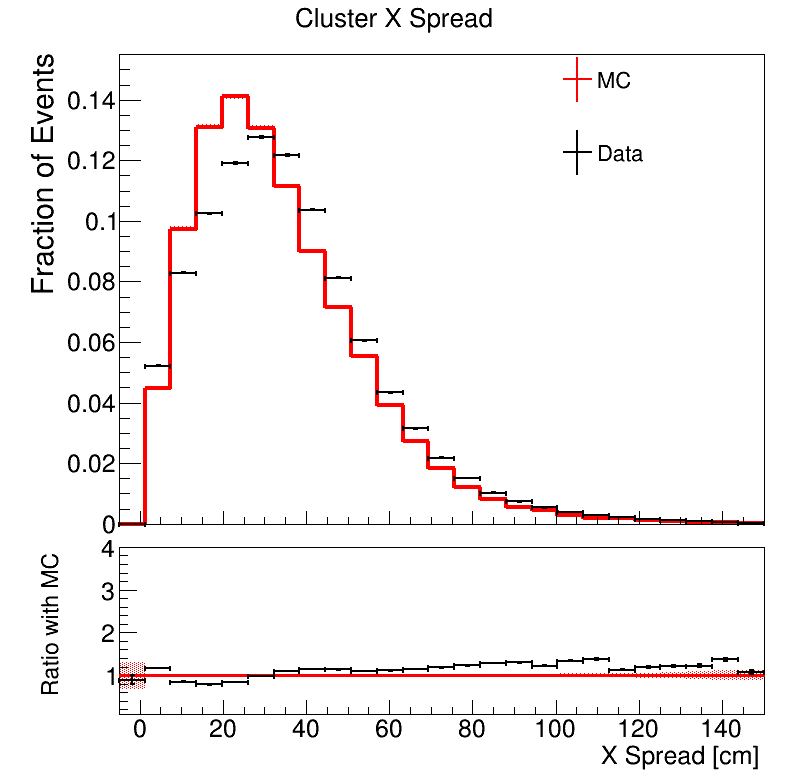 Cluster X Spread
Fraction of Events
0.14
0.12
0.1
0.08
0.06
0.04
0.02
0
MC
Data
Ratio with MC
4
3
2
1
0 20 40 60 80 100 120 140
X Spread [cm]